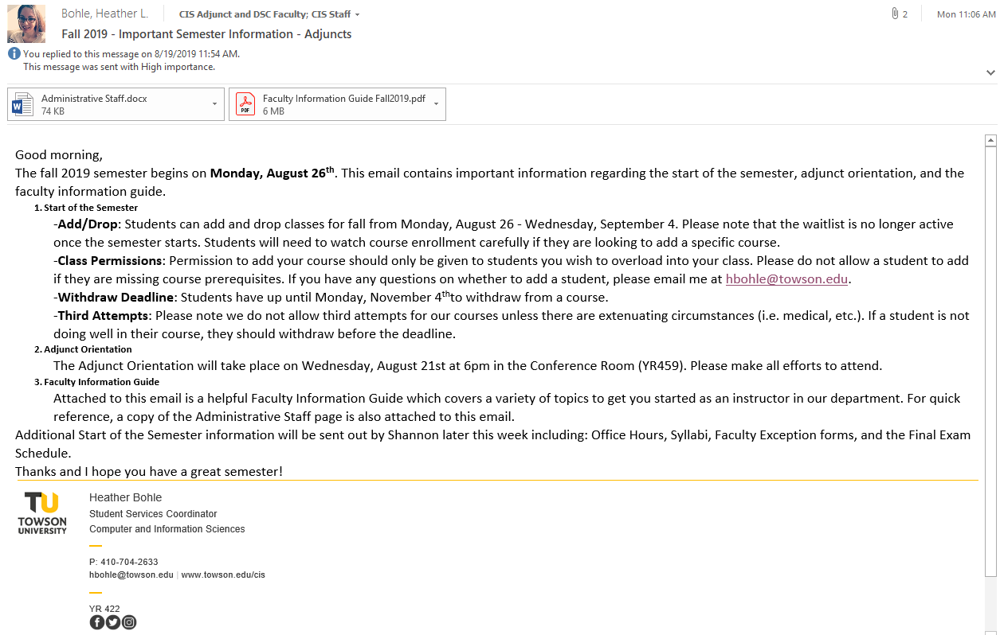 Bohle, Heather L. CIS Adjunct and DSC Faculty; CIS Staff 2 Mon 11:06 AM
Fall 2019 - Important Semester Information - Adjuncts
You replied to this message on 8/19/2019 11:54 AM.
This message was sent with High importance.
Administrative Staff.docx
74 KB
Faculty Information Guide Fall2019.pdf
6 MB
Good morning,
The fall 2019 semester begins on Monday, August 26th. This email contains important information regarding the start of the semester, adjunct orientation, and the
faculty information guide.
1. Start of the Semester
-Add/Drop: Students can add and drop classes for fall from Monday, August 26 - Wednesday, September 4. Please note that the waitlist is no longer active
once the semester starts. Students will need to watch course enrollment carefully if they are looking to add a specific course.
-Class Permissions: Permission to add your course should only be given to students you wish to overload into your class. Please do not allow a student to add
if they are missing course prerequisites. If you have any questions on whether to add a student, please email me at hbohle@towson.edu.
-Withdraw Deadline: Students have up until Monday, November 4thto withdraw from a course.
-Third Attempts: Please note we do not allow third attempts for our courses unless there are extenuating circumstances (i.e. medical, etc.). If a student is not
doing well in their course, they should withdraw before the deadline.
2. Adjunct Orientation
The Adjunct Orientation will take place on Wednesday, August 21st at 6pm in the Conference Room (YR459). Please make all efforts to attend.
3. Faculty Information Guide
Attached to this email is a helpful Faculty Information Guide which covers a variety of topics to get you started as an instructor in our department. For quick
reference, a copy of the Administrative Staff page is also attached to this email.
Additional Start of the Semester information will be sent out by Shannon later this week including: Office Hours, Syllabi, Faculty Exception forms, and the Final Exam
Schedule.
Thanks and I hope you have a great semester!
TU
TOWSON
UNIVERSITY
Heather Bohle
Student Services Coordinator
Computer and Information Sciences
P: 410-704-2633
hbohle@towson.edu | www.towson.edu/cis
YR 422